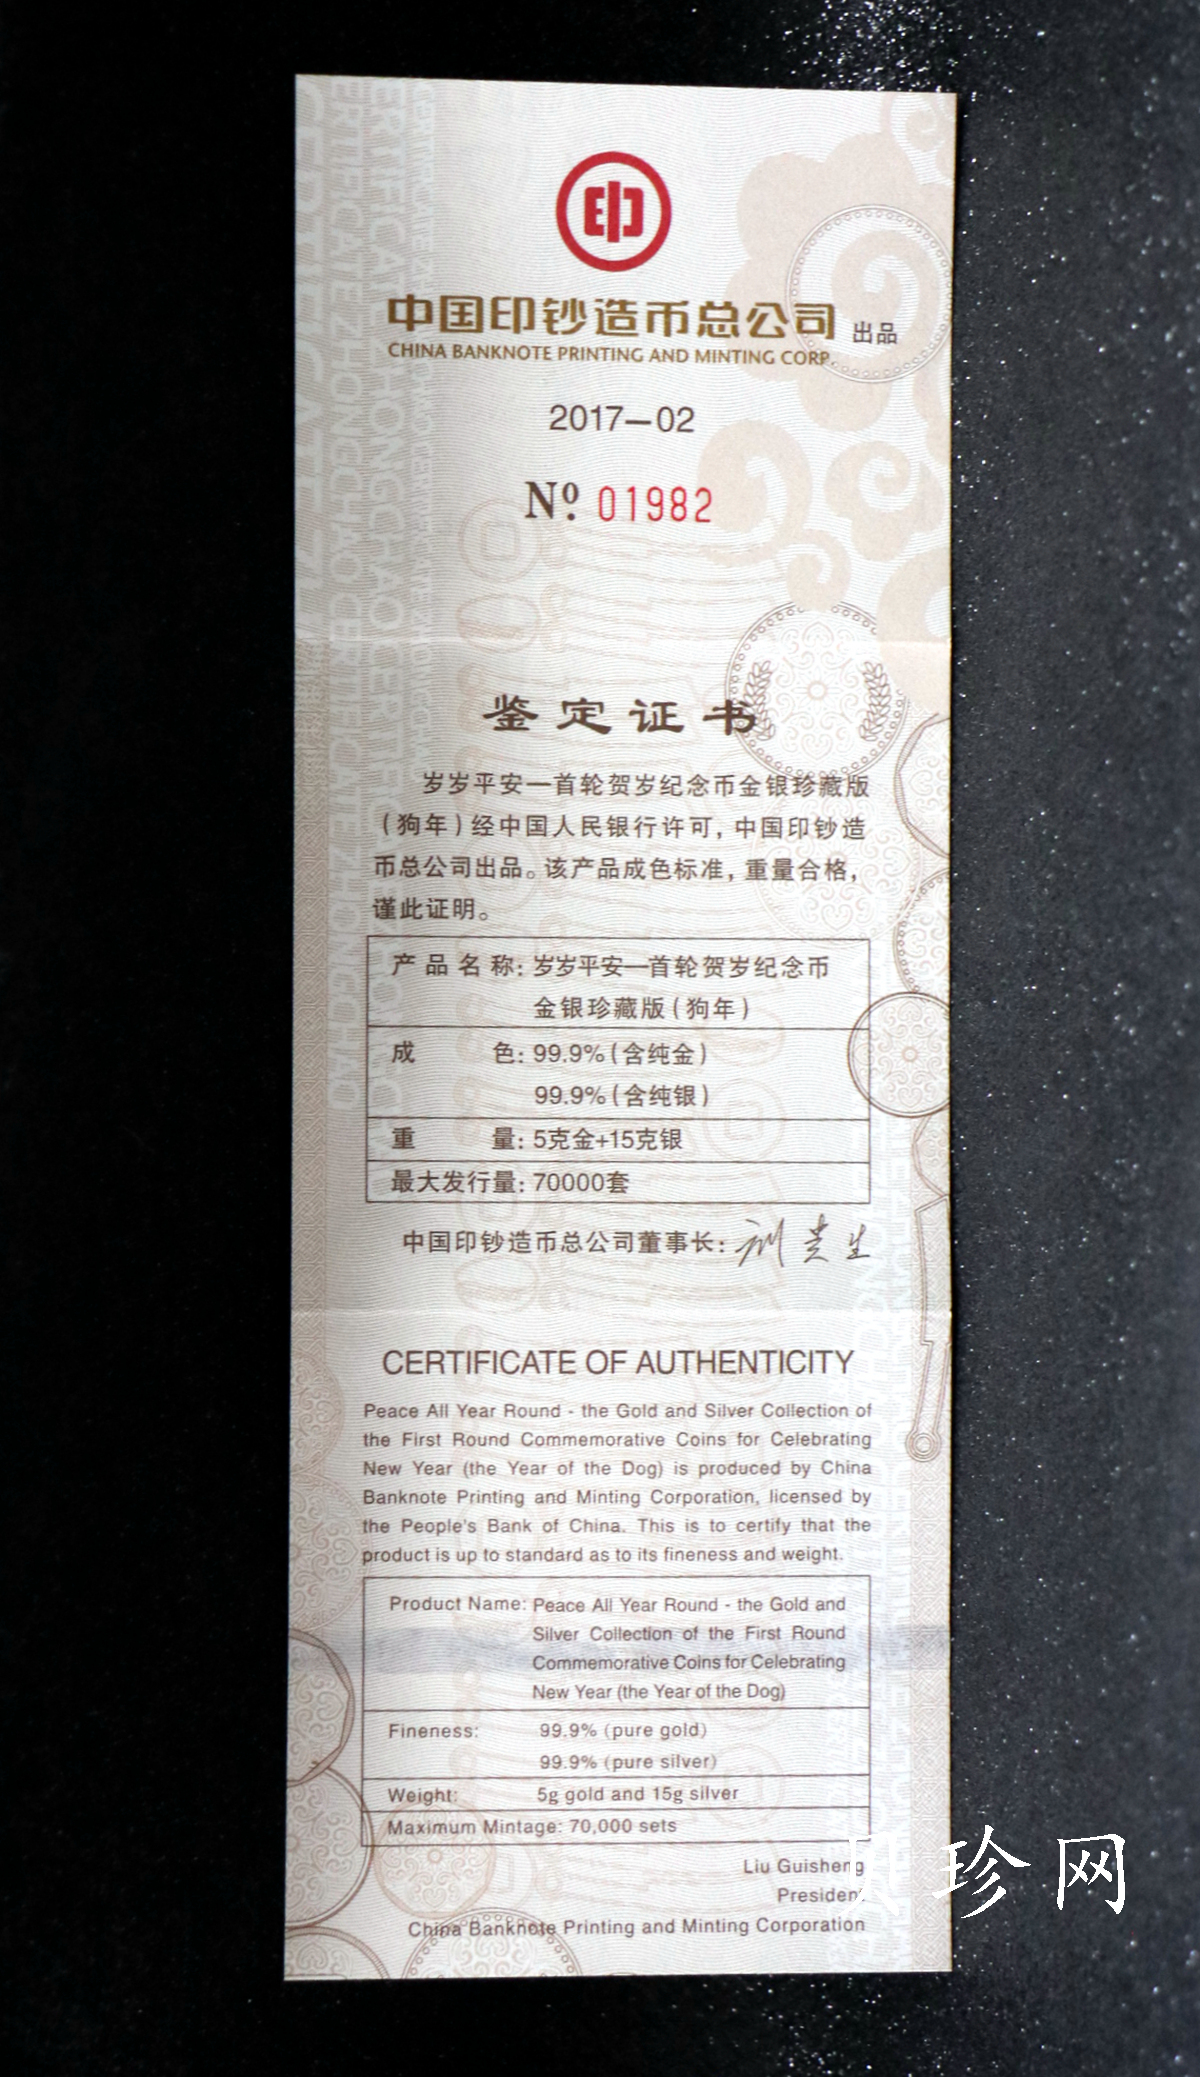 中国印钞造币总公司 出品
CHINA BANKNOTE PRINTING AND MINTING CORP.
2017—02
Nº 01982
鉴定证书
岁岁平安—首轮贺岁纪念币金银珍藏版
(狗年)经中国人民银行许可,中国印钞造
币总公司出品。该产品成色标准,重量合格,
谨此证明。
产品名称: 岁岁平安—首轮贺岁纪念币
金银珍藏版(狗年)
成 色: 99.9%(含纯金)
99.9%(含纯银)
重 量: 5克金+15克银
最大发行量: 70000套
中国印钞造币总公司董事长: 刘贵生
CERTIFICATE OF AUTHENTICITY
Peace All Year Round - the Gold and Silver Collection of
the First Round Commemorative Coins for Celebrating
New Year (the Year of the Dog) is produced by China
Banknote Printing and Minting Corporation, licensed by
the People's Bank of China. This is to certify that the
product is up to standard as to its fineness and weight.
Product Name: Peace All Year Round - the Gold and
Silver Collection of the First Round
Commemorative Coins for Celebrating
New Year (the Year of the Dog)
Fineness: 99.9% (pure gold)
99.9% (pure silver)
Weight: 5g gold and 15g silver
Maximum Mintage: 70,000 sets
Liu Guisheng
President
China Banknote Printing and Minting Corporation
珍网